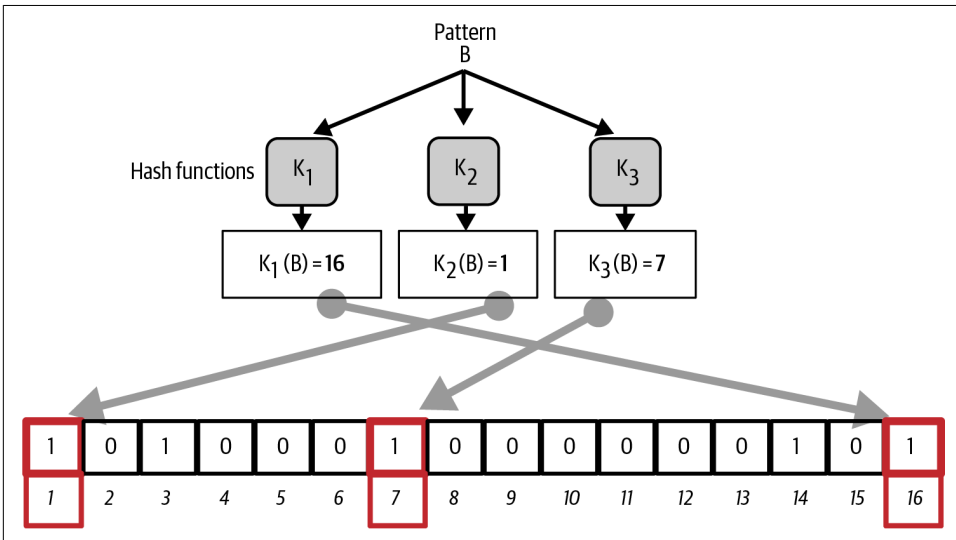 Pattern
B
Hash functions
K1
K2
K3
K1 (B) = 16
K2(B) = 1
K3(B) = 7
1 0 1 0 0 0 1 0 0 0 0 0 0 1 0 1
1 2 3 4 5 6 7 8 9 10 11 12 13 14 15 16